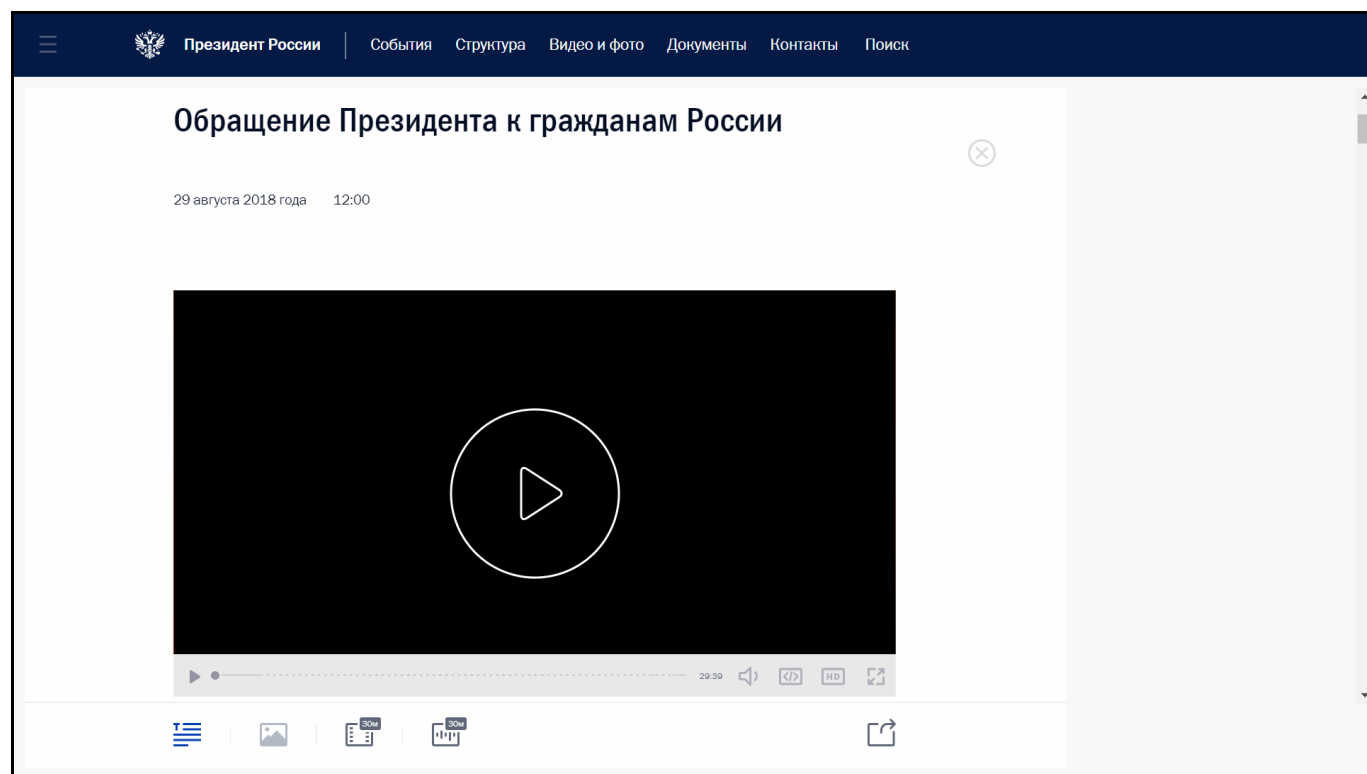 Президент России События Структура Видео и фото Документы Контакты Поиск
Обращение Президента к гражданам России
29 августа 2018 года 12:00
29:39 </> HD
T 30м 30м